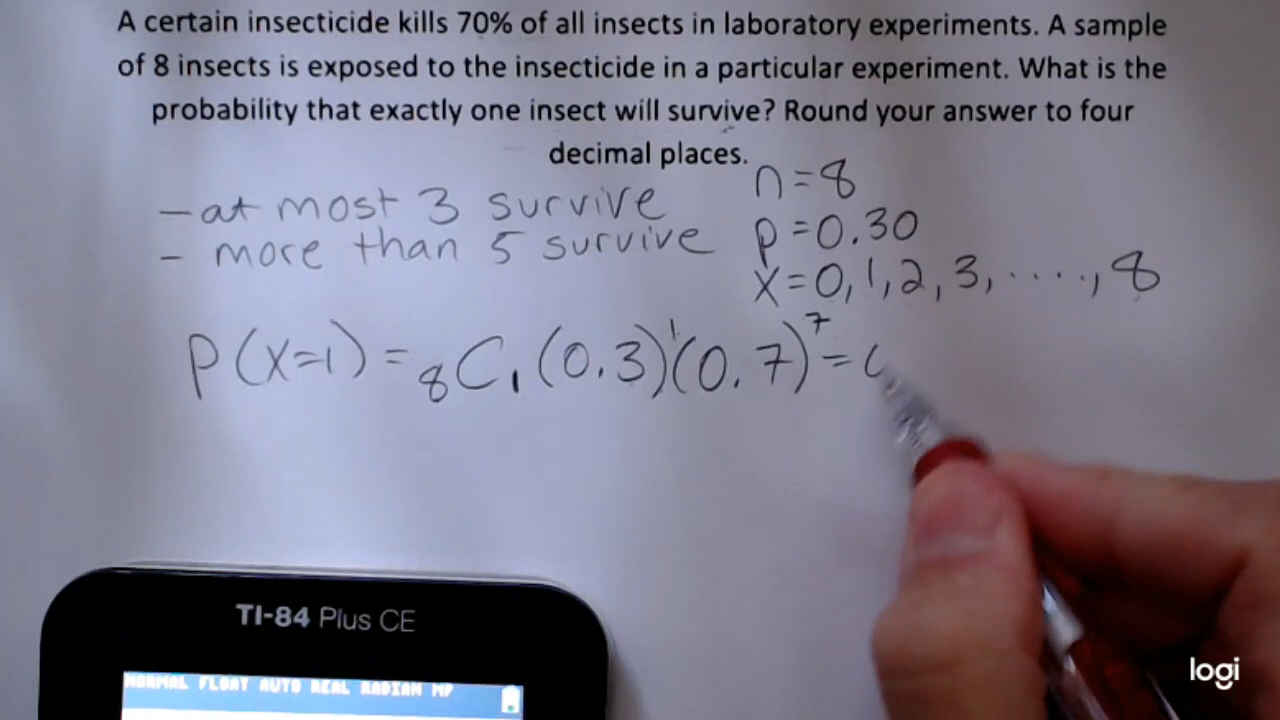 A certain insecticide kills 70% of all insects in laboratory experiments. A sample
of 8 insects is exposed to the insecticide in a particular experiment. What is the
probability that exactly one insect will survive? Round your answer to four
decimal places.
- at most 3 survive
- more than 5 survive
n=8
p=0.30
x=0,1,2,3,....,8
P(x=1) = ₈C₁(0.3)¹(0.7)⁷=
TI-84 Plus CE
NORMAL FLOAT AUTO REAL RADIAN MP
logi